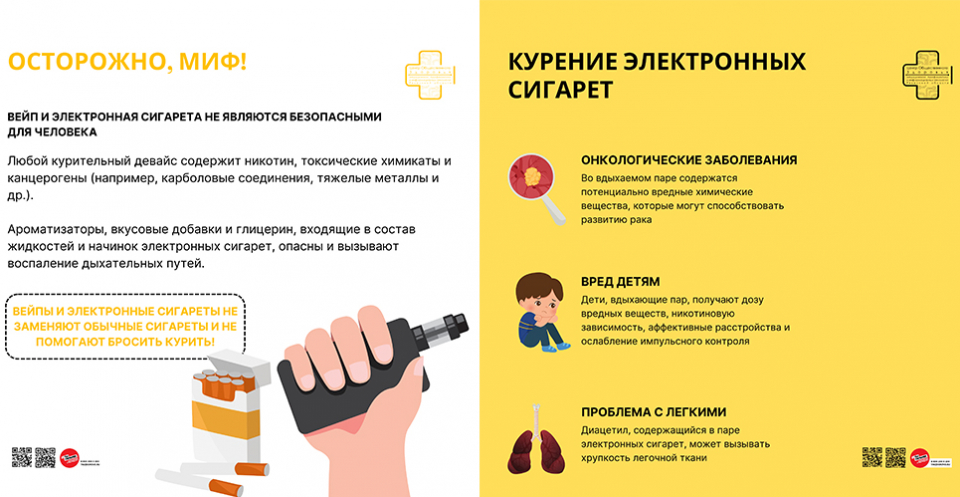 ОСТОРОЖНО, МИФ!
ВЕЙП И ЭЛЕКТРОННАЯ СИГАРЕТА НЕ ЯВЛЯЮТСЯ БЕЗОПАСНЫМИ
ДЛЯ ЧЕЛОВЕКА
Любой курительный девайс содержит никотин, токсические химикаты и
канцерогены (например, карболовые соединения, тяжелые металлы и
др.).
Ароматизаторы, вкусовые добавки и глицерин, входящие в состав
жидкостей и начинок электронных сигарет, опасны и вызывают
воспаление дыхательных путей.
ВЕЙПЫ И ЭЛЕКТРОННЫЕ СИГАРЕТЫ НЕ
ЗАМЕНЯЮТ ОБЫЧНЫЕ СИГАРЕТЫ И НЕ
ПОМОГАЮТ БРОСИТЬ КУРИТЬ!
КУРЕНИЕ ЭЛЕКТРОННЫХ
СИГАРЕТ
ОНКОЛОГИЧЕСКИЕ ЗАБОЛЕВАНИЯ
Во вдыхаемом паре содержатся
потенциально вредные химические
вещества, которые могут способствовать
развитию рака
ВРЕД ДЕТЯМ
Дети, вдыхающие пар, получают дозу
вредных веществ, никотиновую
зависимость, аффективные расстройства и
ослабление импульсного контроля
ПРОБЛЕМА С ЛЕГКИМИ
Диацетил, содержащийся в паре
электронных сигарет, может вызывать
хрупкость легочной ткани